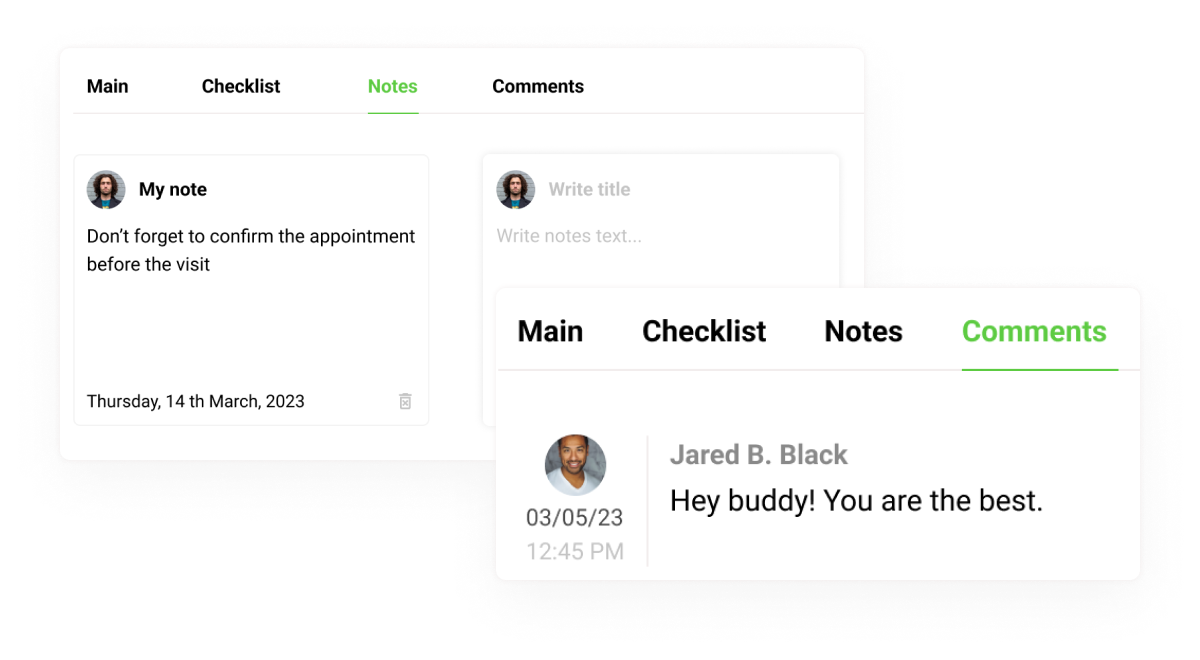 Main Checklist Notes Comments
My note
Don’t forget to confirm the appointment
before the visit
Thursday, 14 th March, 2023
Write title
Write notes text...
Main Checklist Notes Comments
Jared B. Black
Hey buddy! You are the best.
03/05/23
12:45 PM